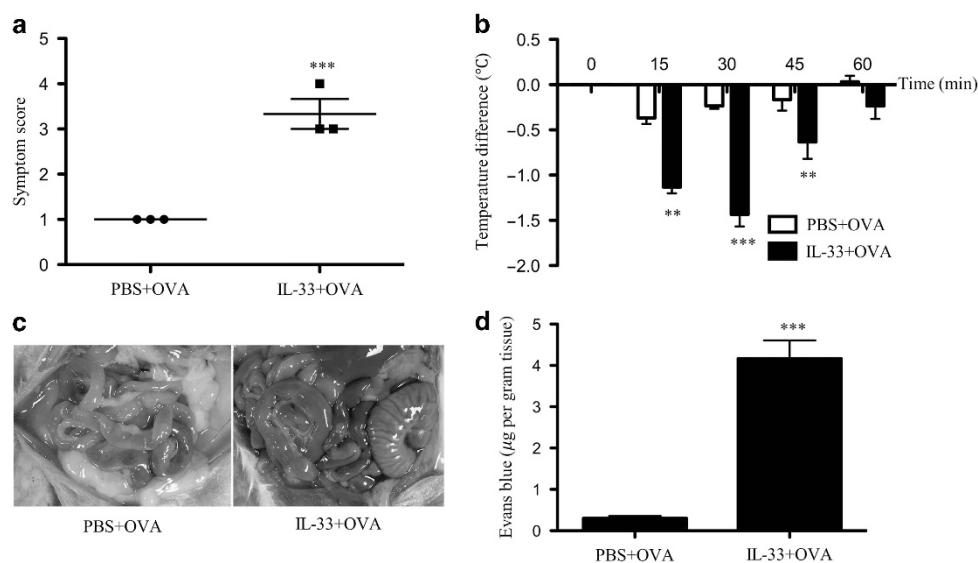 a
5
4
3
2
1
0
Symptom score
***
PBS+OVA
IL-33+OVA
b
0.5
0.0
−0.5
−1.0
−1.5
−2.0
Temperature difference (°C)
0 15 30 45 60
Time (min)
**
***
**
PBS+OVA
IL-33+OVA
c
PBS+OVA
IL-33+OVA
d
5
4
3
2
1
0
Evans blue (μg per gram tissue)
***
PBS+OVA
IL-33+OVA